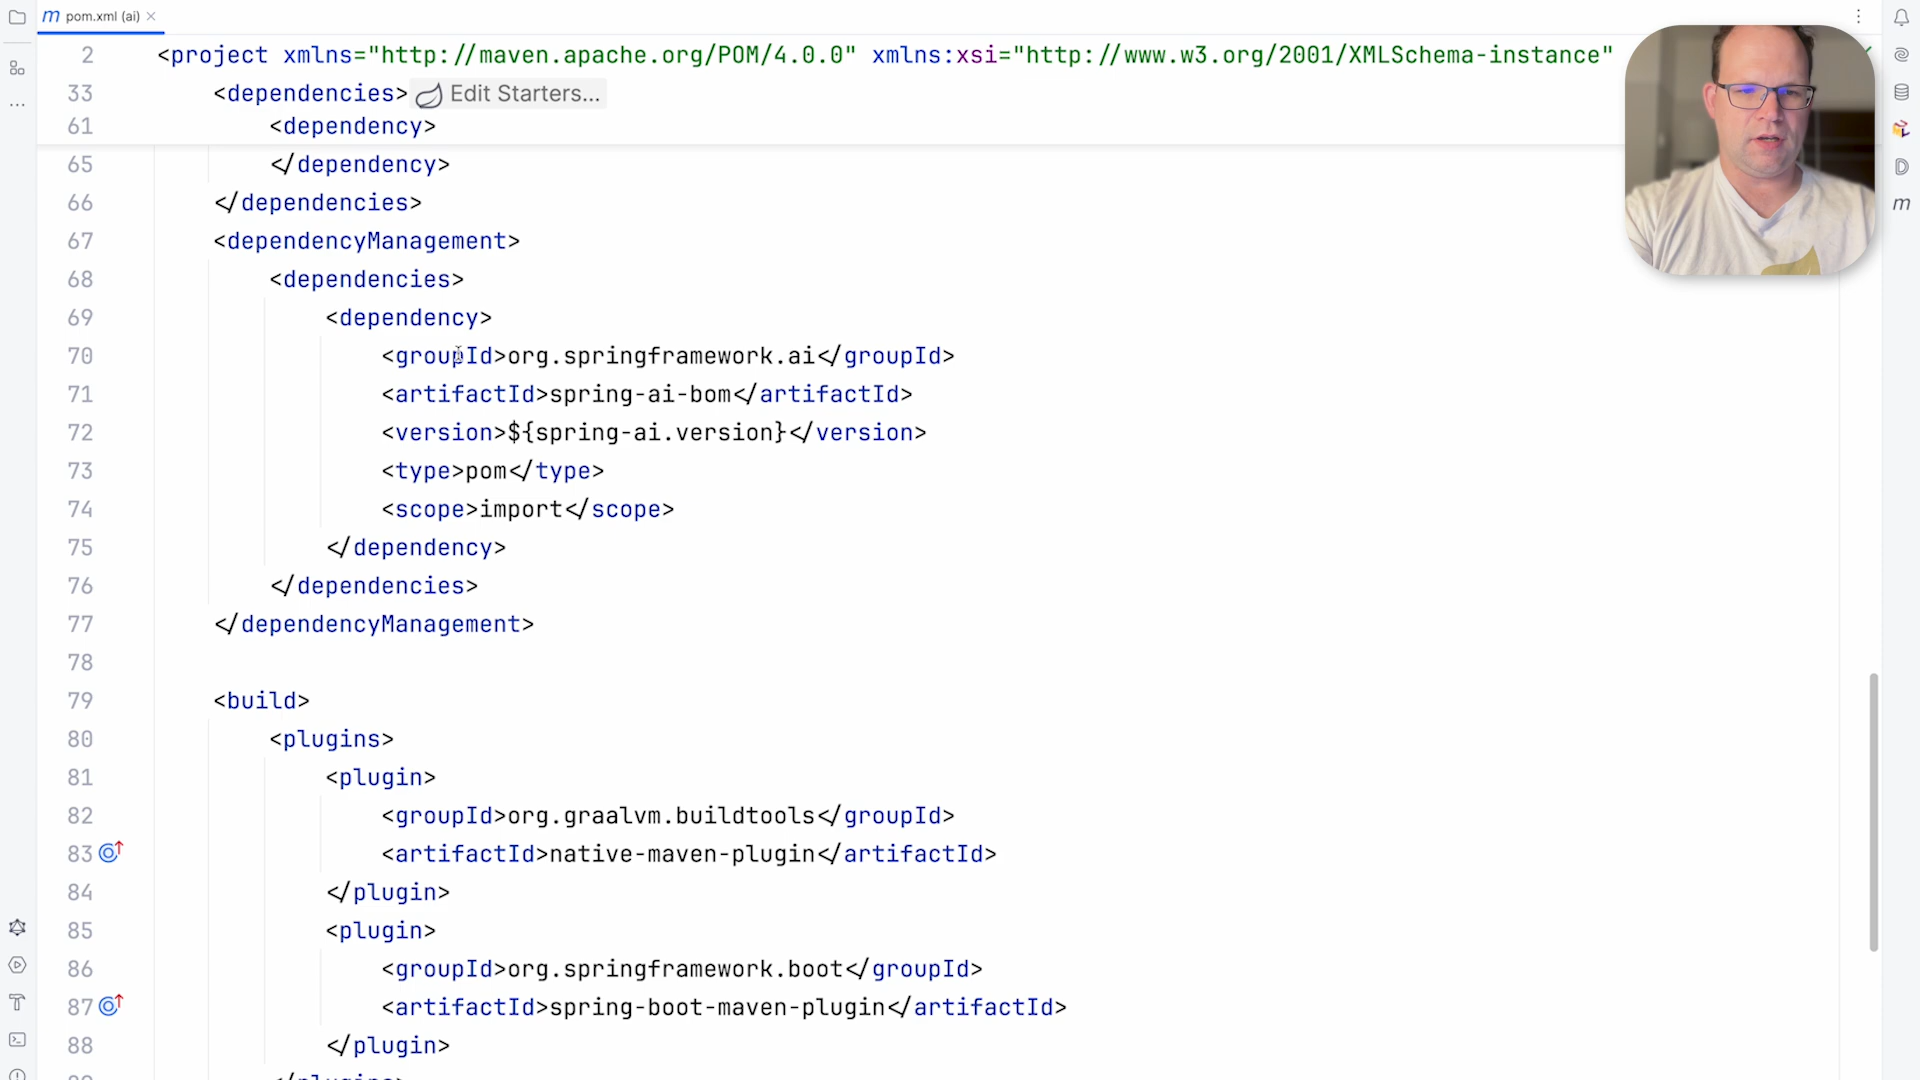 pom.xml (ai)
2 <project xmlns="http://maven.apache.org/POM/4.0.0" xmlns:xsi="http://www.w3.org/2001/XMLSchema-instance"
33 <dependencies> Edit Starters...
61 <dependency>
65 </dependency>
66 </dependencies>
67 <dependencyManagement>
68 <dependencies>
69 <dependency>
70 <groupId>org.springframework.ai</groupId>
71 <artifactId>spring-ai-bom</artifactId>
72 <version>${spring-ai.version}</version>
73 <type>pom</type>
74 <scope>import</scope>
75 </dependency>
76 </dependencies>
77 </dependencyManagement>
78
79 <build>
80 <plugins>
81 <plugin>
82 <groupId>org.graalvm.buildtools</groupId>
83 <artifactId>native-maven-plugin</artifactId>
84 </plugin>
85 <plugin>
86 <groupId>org.springframework.boot</groupId>
87 <artifactId>spring-boot-maven-plugin</artifactId>
88 </plugin>